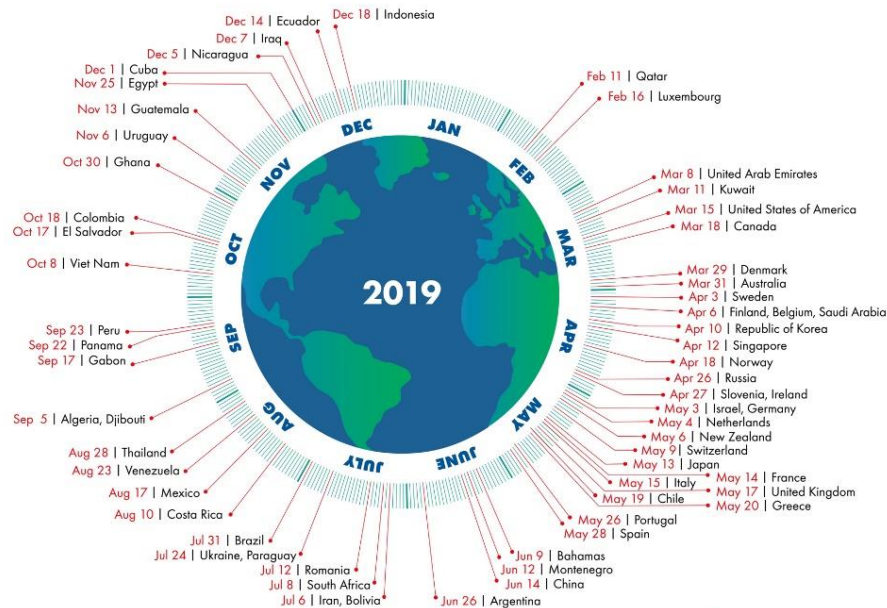 Dec 14 | Ecuador
Dec 18 | Indonesia
Dec 7 | Iraq
Dec 5 | Nicaragua
Dec 1 | Cuba
Nov 25 | Egypt
Nov 13 | Guatemala
Nov 6 | Uruguay
Oct 30 | Ghana
Oct 18 | Colombia
Oct 17 | El Salvador
Oct 8 | Viet Nam
Sep 23 | Peru
Sep 22 | Panama
Sep 17 | Gabon
Sep 5 | Algeria, Djibouti
Aug 28 | Thailand
Aug 23 | Venezuela
Aug 17 | Mexico
Aug 10 | Costa Rica
Jul 31 | Brazil
Jul 24 | Ukraine, Paraguay
Jul 12 | Romania
Jul 8 | South Africa
Jul 6 | Iran, Bolivia
JAN
FEB
MAR
APR
MAY
JUNE
JULY
AUG
SEP
OCT
NOV
DEC
2019
Feb 11 | Qatar
Feb 16 | Luxembourg
Mar 8 | United Arab Emirates
Mar 11 | Kuwait
Mar 15 | United States of America
Mar 18 | Canada
Mar 29 | Denmark
Mar 31 | Australia
Apr 3 | Sweden
Apr 6 | Finland, Belgium, Saudi Arabia
Apr 10 | Republic of Korea
Apr 12 | Singapore
Apr 18 | Norway
Apr 26 | Russia
Apr 27 | Slovenia, Ireland
May 3 | Israel, Germany
May 4 | Netherlands
May 6 | New Zealand
May 9 | Switzerland
May 13 | Japan
May 14 | France
May 15 | Italy
May 17 | United Kingdom
May 19 | Chile
May 20 | Greece
May 26 | Portugal
May 28 | Spain
Jun 9 | Bahamas
Jun 12 | Montenegro
Jun 14 | China
Jun 26 | Argentina